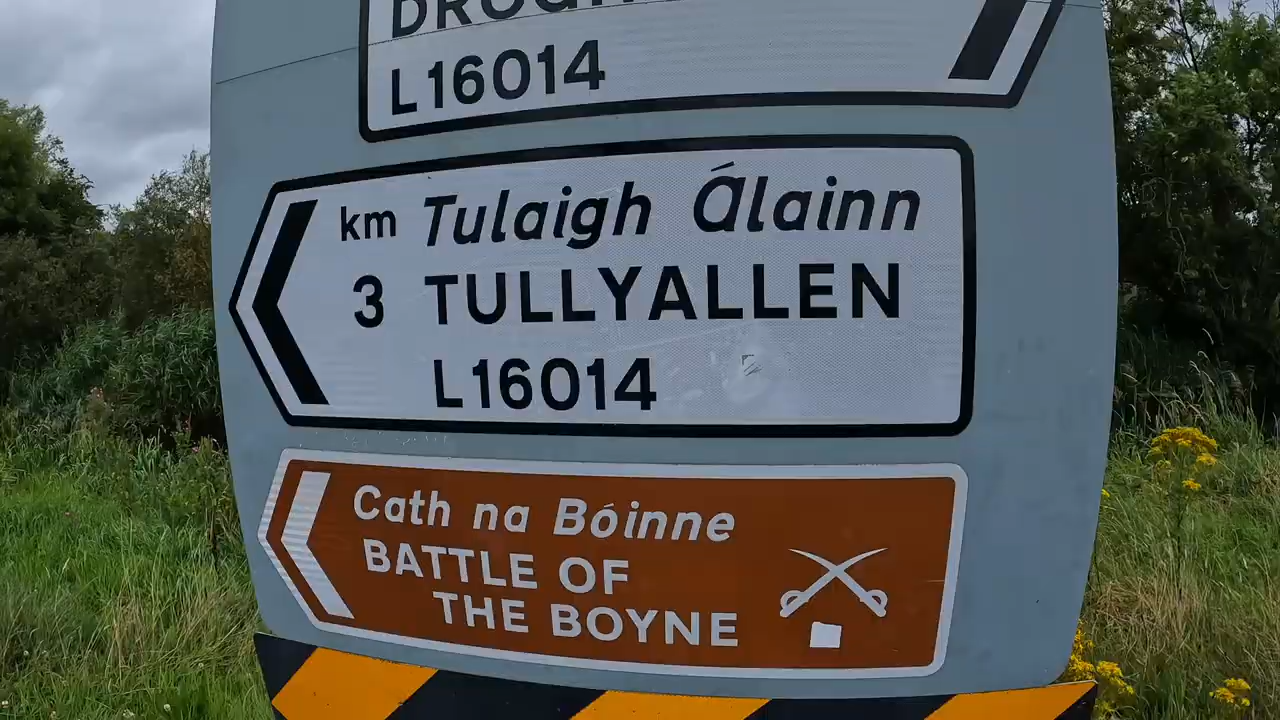 L16014
km Tulaigh Álainn
3 TULLYALLEN
L16014
Cath na Bóinne
BATTLE OF
THE BOYNE